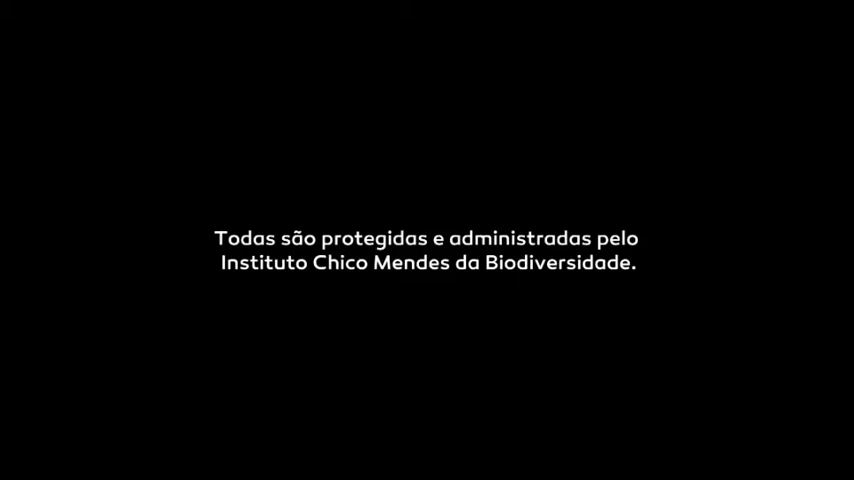 Todas são protegidas e administradas pelo
Instituto Chico Mendes da Biodiversidade.